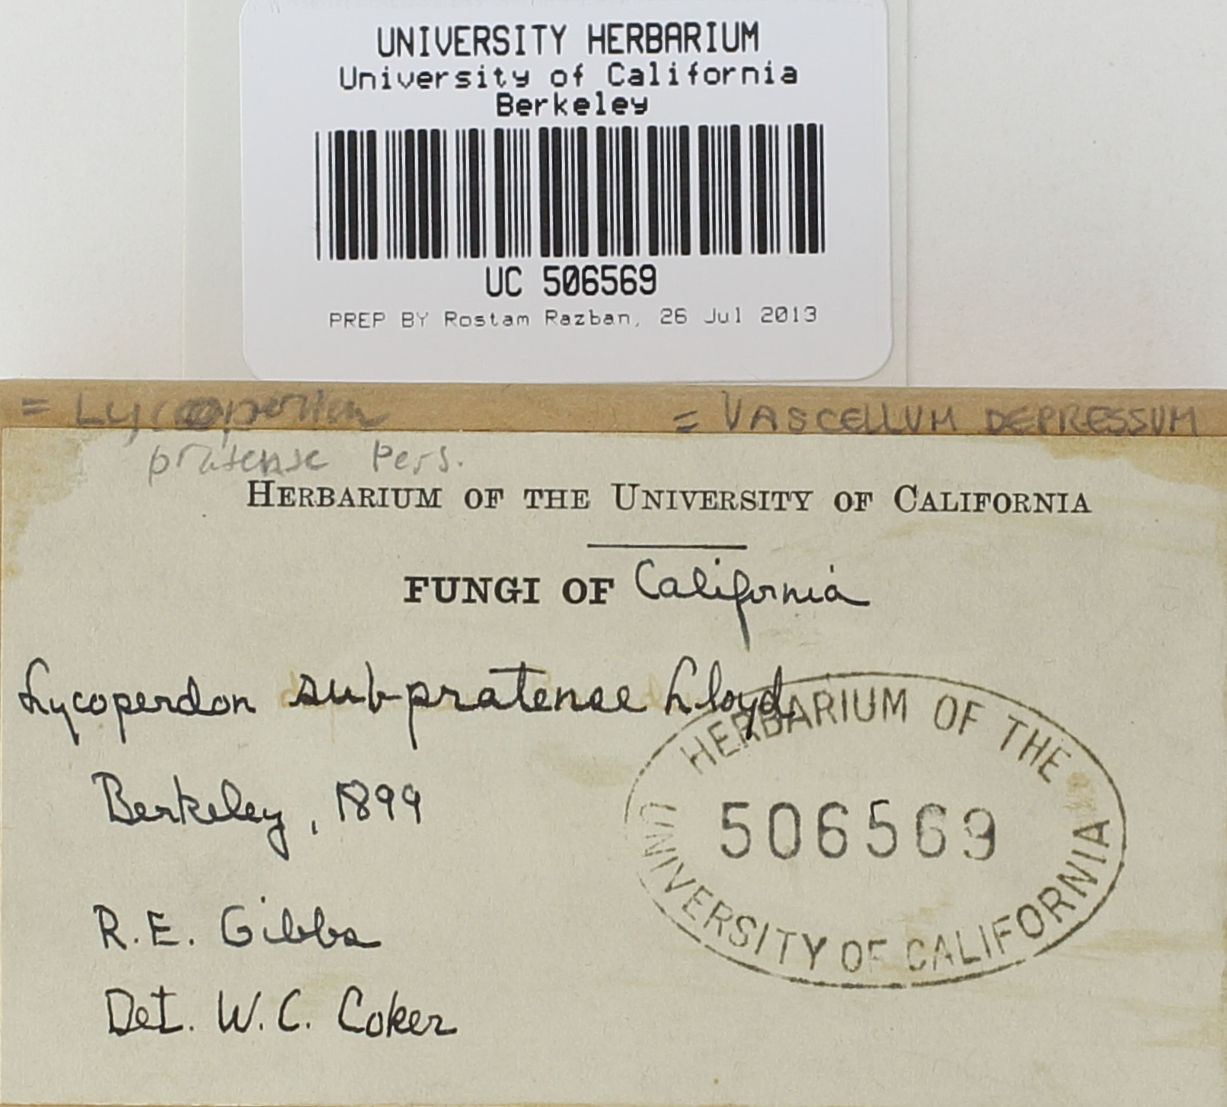 UNIVERSITY HERBARIUM
University of California
Berkeley
UC 506569
PREP BY Rostam Razban, 26 Jul 2013
= Lycoperdon = VASCELLUM DEPRESSUM
pratense Pers.
HERBARIUM OF THE UNIVERSITY OF CALIFORNIA
FUNGI OF California
Lycoperdon sub-pratense Lloyd
HERBARIUM OF THE
506569
UNIVERSITY OF CALIFORNIA
Berkeley, 1899
R.E. Gibbs
Det. W.C. Coker